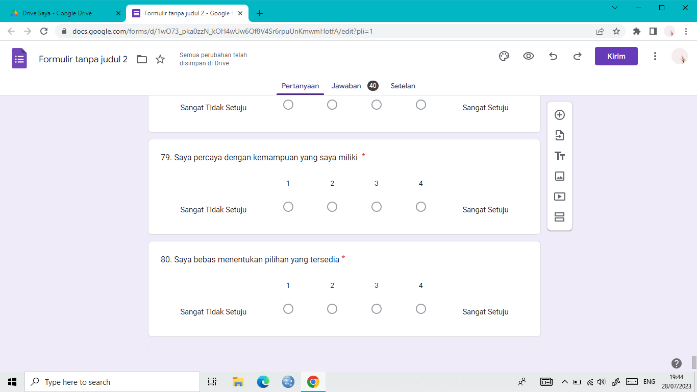 Drive Saya - Google Drive
Formulir tanpa judul 2 - Google
docs.google.com/forms/d/1wO73_pka0zzN_kOH4wUw6Of8V4Sr6rpuUnKmwmHotfA/edit?pli=1
Formulir tanpa judul 2
Semua perubahan telah
disimpan di Drive
Kirim
Pertanyaan Jawaban 40 Setelan
Sangat Tidak Setuju Sangat Setuju
79. Saya percaya dengan kemampuan yang saya miliki *
1 2 3 4
Sangat Tidak Setuju Sangat Setuju
80. Saya bebas menentukan pilihan yang tersedia *
1 2 3 4
Sangat Tidak Setuju Sangat Setuju
Type here to search
ENG
19:44
20/07/2023